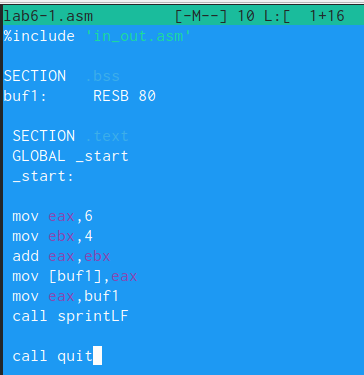 lab6-1.asm [-M--] 10 L:[ 1+16
%include 'in_out.asm'
SECTION .bss
buf1: RESB 80
SECTION .text
GLOBAL _start
_start:
mov eax,6
mov ebx,4
add eax,ebx
mov [buf1],eax
mov eax,buf1
call sprintLF
call quit